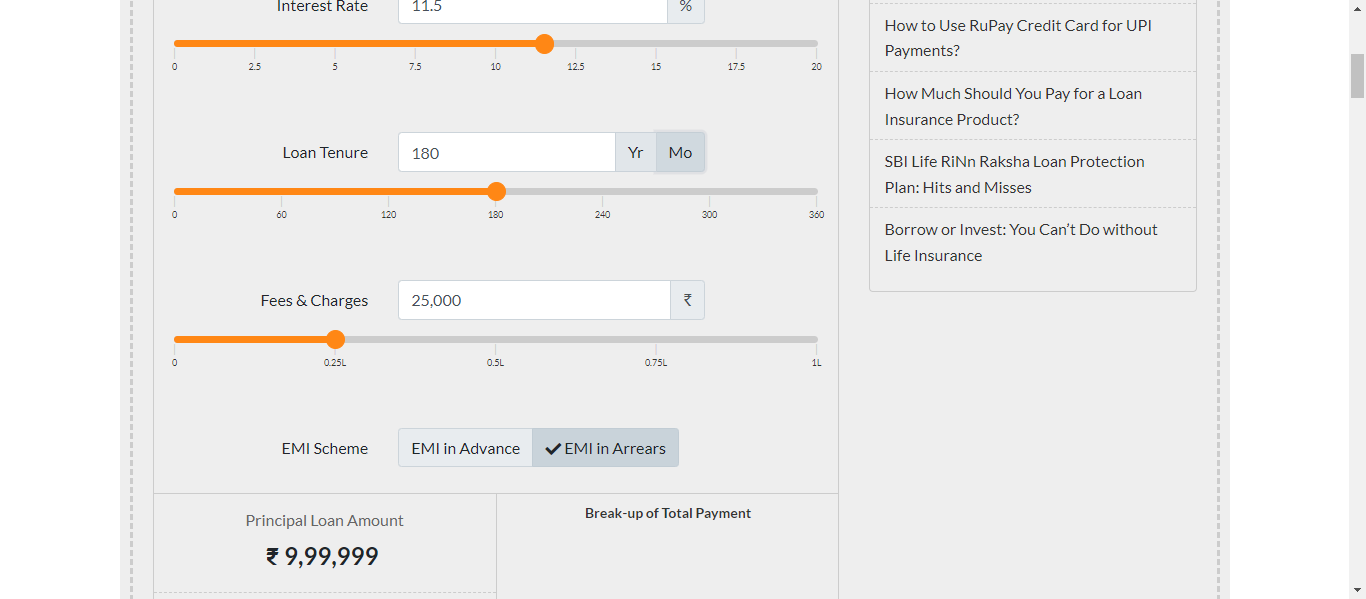 Interest Rate 11.5 %
0 2.5 5 7.5 10 12.5 15 17.5 20
Loan Tenure 180 Yr Mo
0 60 120 180 240 300 360
Fees & Charges 25,000 ₹
0 0.25L 0.5L 0.75L 1L
EMI Scheme EMI in Advance EMI in Arrears
Principal Loan Amount
₹ 9,99,999
Break-up of Total Payment
How to Use RuPay Credit Card for UPI
Payments?
How Much Should You Pay for a Loan
Insurance Product?
SBI Life RiNn Raksha Loan Protection
Plan: Hits and Misses
Borrow or Invest: You Can’t Do without
Life Insurance